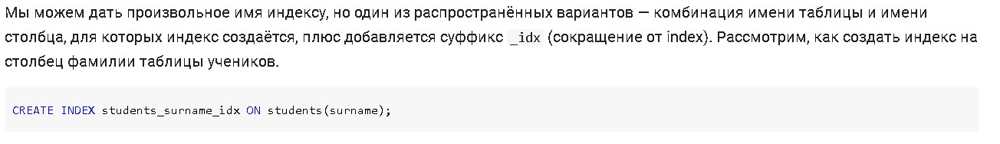 Мы можем дать произвольное имя индексу, но один из распространённых вариантов — комбинация имени таблицы и имени
столбца, для которых индекс создаётся, плюс добавляется суффикс _idx (сокращение от index). Рассмотрим, как создать индекс на
столбец фамилии таблицы учеников.
CREATE INDEX students_surname_idx ON students(surname);